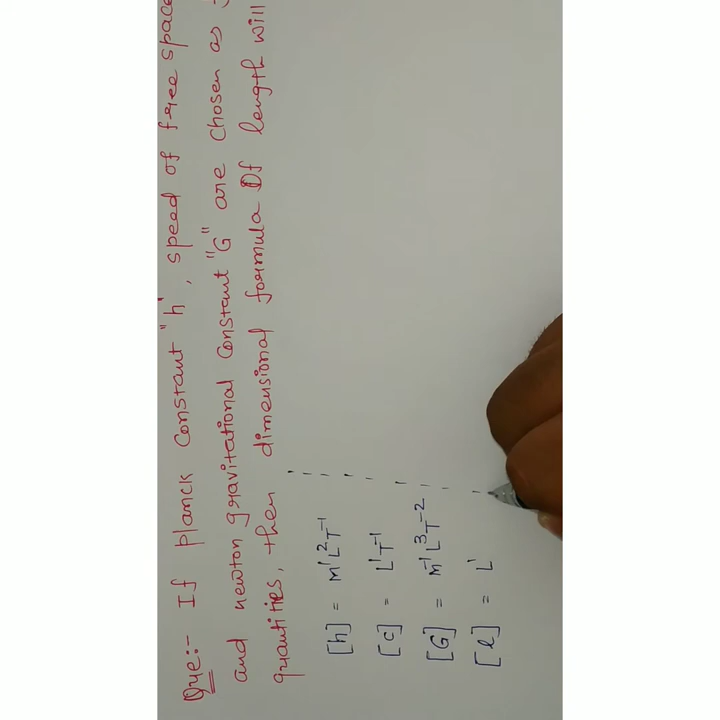 Que:- If planck constant "h", speed of free space
and newton gravitational constant "G" are chosen as
quantities, then dimensional formula of length will
[h] = M¹L²T⁻¹
[c] = L¹T⁻¹
[G] = M⁻¹L³T⁻²
[l] = L¹